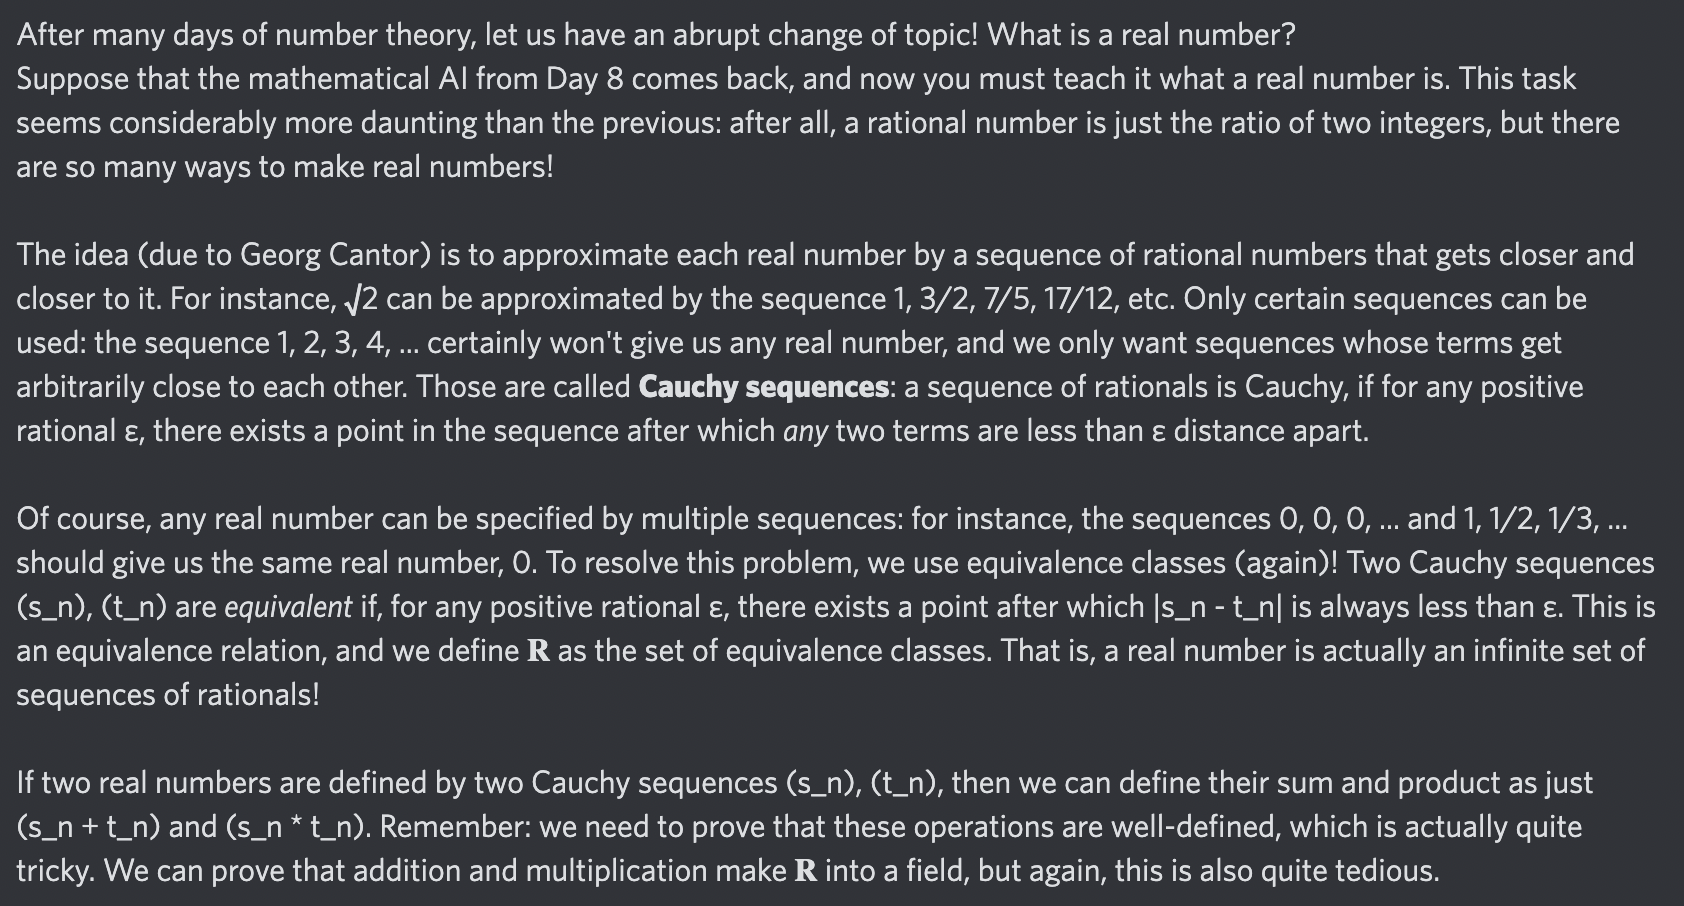 After many days of number theory, let us have an abrupt change of topic! What is a real number?
Suppose that the mathematical AI from Day 8 comes back, and now you must teach it what a real number is. This task
seems considerably more daunting than the previous: after all, a rational number is just the ratio of two integers, but there
are so many ways to make real numbers!
The idea (due to Georg Cantor) is to approximate each real number by a sequence of rational numbers that gets closer and
closer to it. For instance, √2 can be approximated by the sequence 1, 3/2, 7/5, 17/12, etc. Only certain sequences can be
used: the sequence 1, 2, 3, 4, ... certainly won't give us any real number, and we only want sequences whose terms get
arbitrarily close to each other. Those are called Cauchy sequences: a sequence of rationals is Cauchy, if for any positive
rational ε, there exists a point in the sequence after which any two terms are less than ε distance apart.
Of course, any real number can be specified by multiple sequences: for instance, the sequences 0, 0, 0, ... and 1, 1/2, 1/3, ...
should give us the same real number, 0. To resolve this problem, we use equivalence classes (again)! Two Cauchy sequences
(s_n), (t_n) are equivalent if, for any positive rational ε, there exists a point after which |s_n - t_n| is always less than ε. This is
an equivalence relation, and we define R as the set of equivalence classes. That is, a real number is actually an infinite set of
sequences of rationals!
If two real numbers are defined by two Cauchy sequences (s_n), (t_n), then we can define their sum and product as just
(s_n + t_n) and (s_n * t_n). Remember: we need to prove that these operations are well-defined, which is actually quite
tricky. We can prove that addition and multiplication make R into a field, but again, this is also quite tedious.